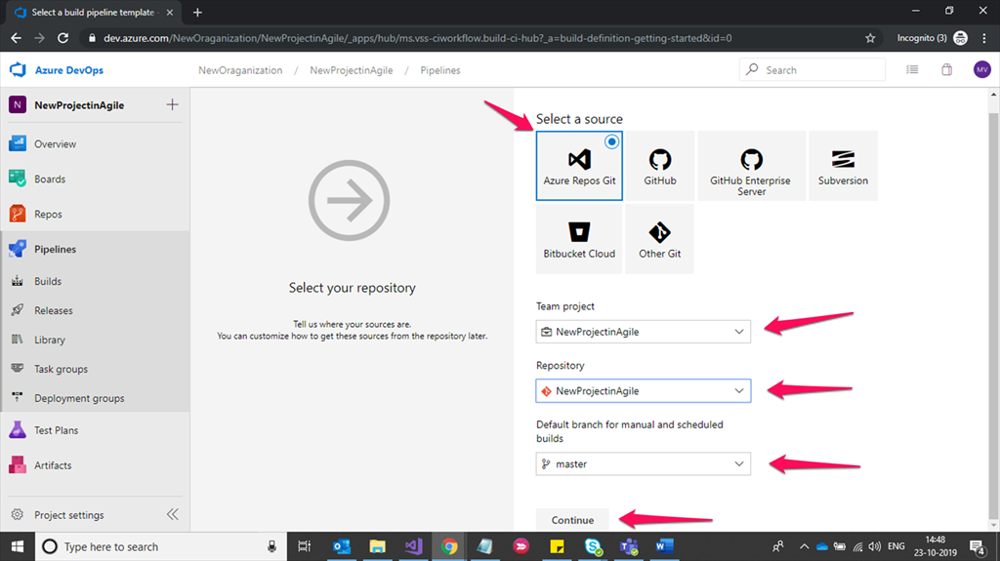 Select a build pipeline template -
dev.azure.com/NewOraganization/NewProjectinAgile/_apps/hub/ms.vss-ciworkflow.build-ci-hub?_a=build-definition-getting-started&id=0
Incognito (3)
Azure DevOps
NewOraganization / NewProjectinAgile / Pipelines
Search
MV
N NewProjectinAgile
Overview
Boards
Repos
Pipelines
Builds
Releases
Library
Task groups
Deployment groups
Test Plans
Artifacts
Project settings
Select your repository
Tell us where your sources are.
You can customize how to get these sources from the repository later.
Select a source
Azure Repos Git
GitHub
GitHub Enterprise
Server
Subversion
Bitbucket Cloud
Other Git
Team project
NewProjectinAgile
Repository
NewProjectinAgile
Default branch for manual and scheduled
builds
master
Continue
Type here to search
ENG
14:48
23-10-2019
4